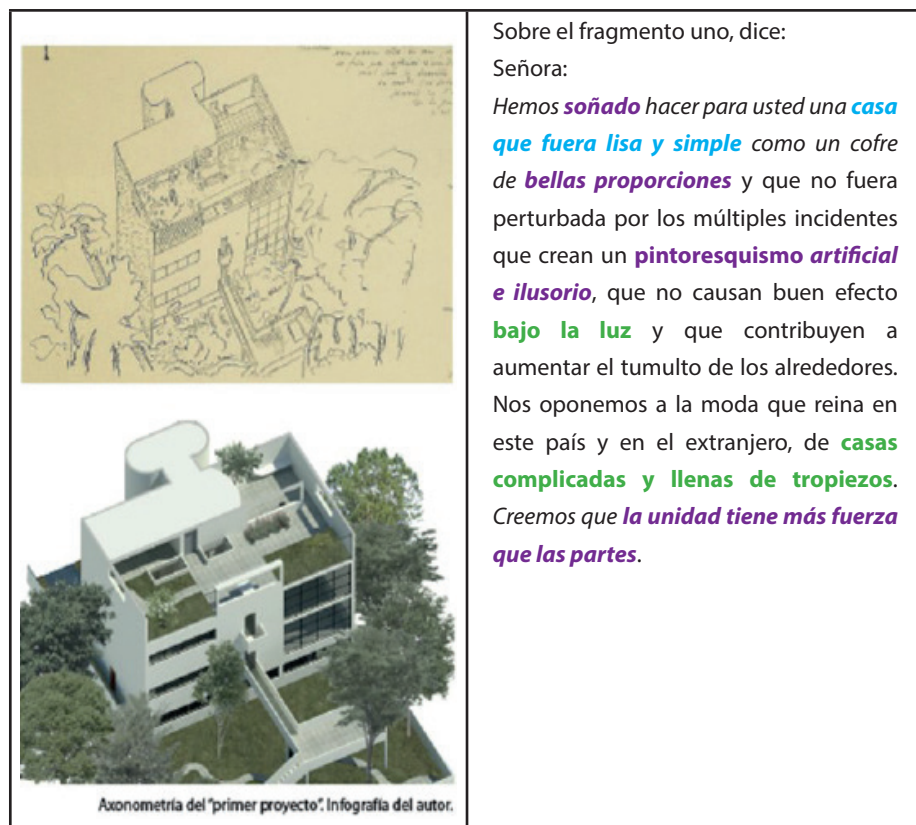 Sobre el fragmento uno, dice:
Señora:
Hemos soñado hacer para usted una casa
que fuera lisa y simple como un cofre
de bellas proporciones y que no fuera
perturbada por los múltiples incidentes
que crean un pintoresquismo artificial
e ilusorio, que no causan buen efecto
bajo la luz y que contribuyen a
aumentar el tumulto de los alrededores.
Nos oponemos a la moda que reina en
este país y en el extranjero, de casas
complicadas y llenas de tropiezos.
Creemos que la unidad tiene más fuerza
que las partes.
Axonometría del "primer proyecto". Infografía del autor.